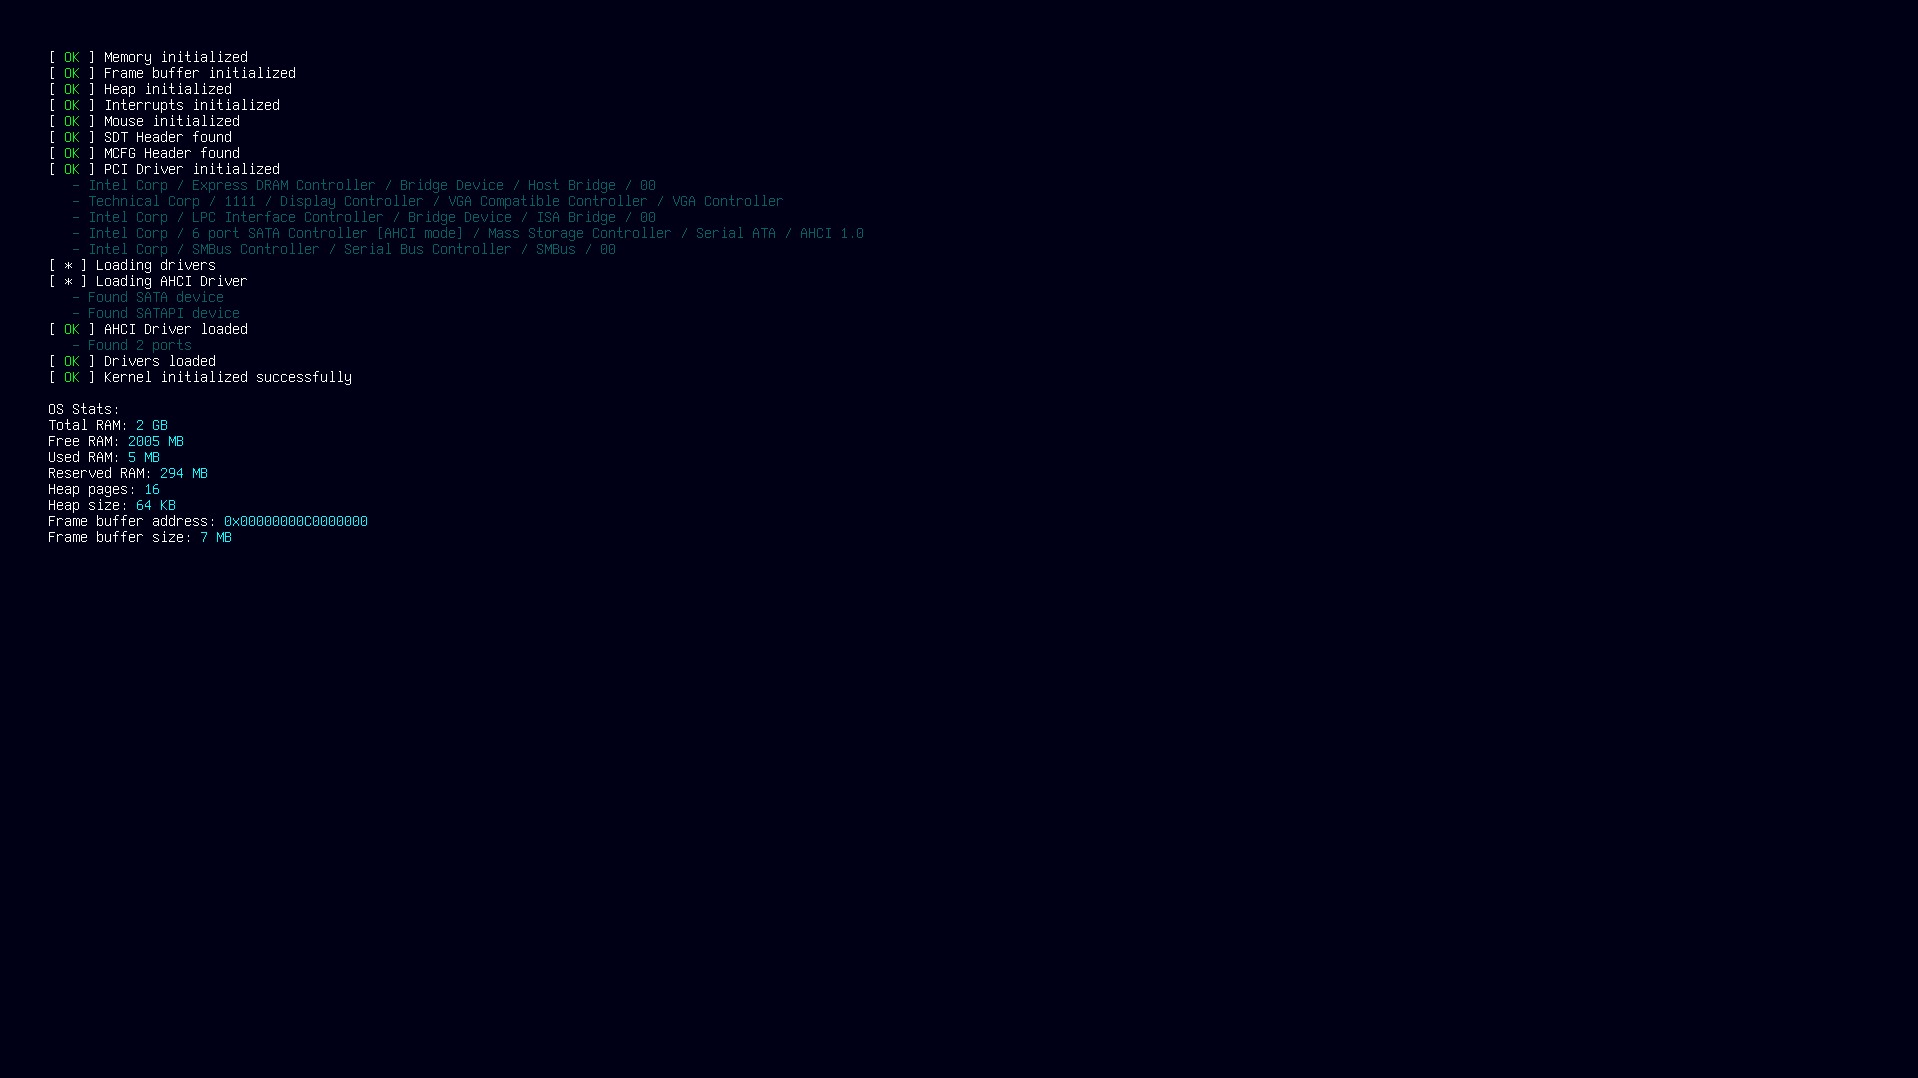 [ OK ] Memory initialized
[ OK ] Frame buffer initialized
[ OK ] Heap initialized
[ OK ] Interrupts initialized
[ OK ] Mouse initialized
[ OK ] SDT Header found
[ OK ] MCFG Header found
[ OK ] PCI Driver initialized
- Intel Corp / Express DRAM Controller / Bridge Device / Host Bridge / 00
- Technical Corp / 1111 / Display Controller / VGA Compatible Controller / VGA Controller
- Intel Corp / LPC Interface Controller / Bridge Device / ISA Bridge / 00
- Intel Corp / 6 port SATA Controller [AHCI mode] / Mass Storage Controller / Serial ATA / AHCI 1.0
- Intel Corp / SMBus Controller / Serial Bus Controller / SMBus / 00
[ * ] Loading drivers
[ * ] Loading AHCI Driver
- Found SATA device
- Found SATAPI device
[ OK ] AHCI Driver loaded
- Found 2 ports
[ OK ] Drivers loaded
[ OK ] Kernel initialized successfully
OS Stats:
Total RAM: 2 GB
Free RAM: 2005 MB
Used RAM: 5 MB
Reserved RAM: 294 MB
Heap pages: 16
Heap size: 64 KB
Frame buffer address: 0x00000000C0000000
Frame buffer size: 7 MB